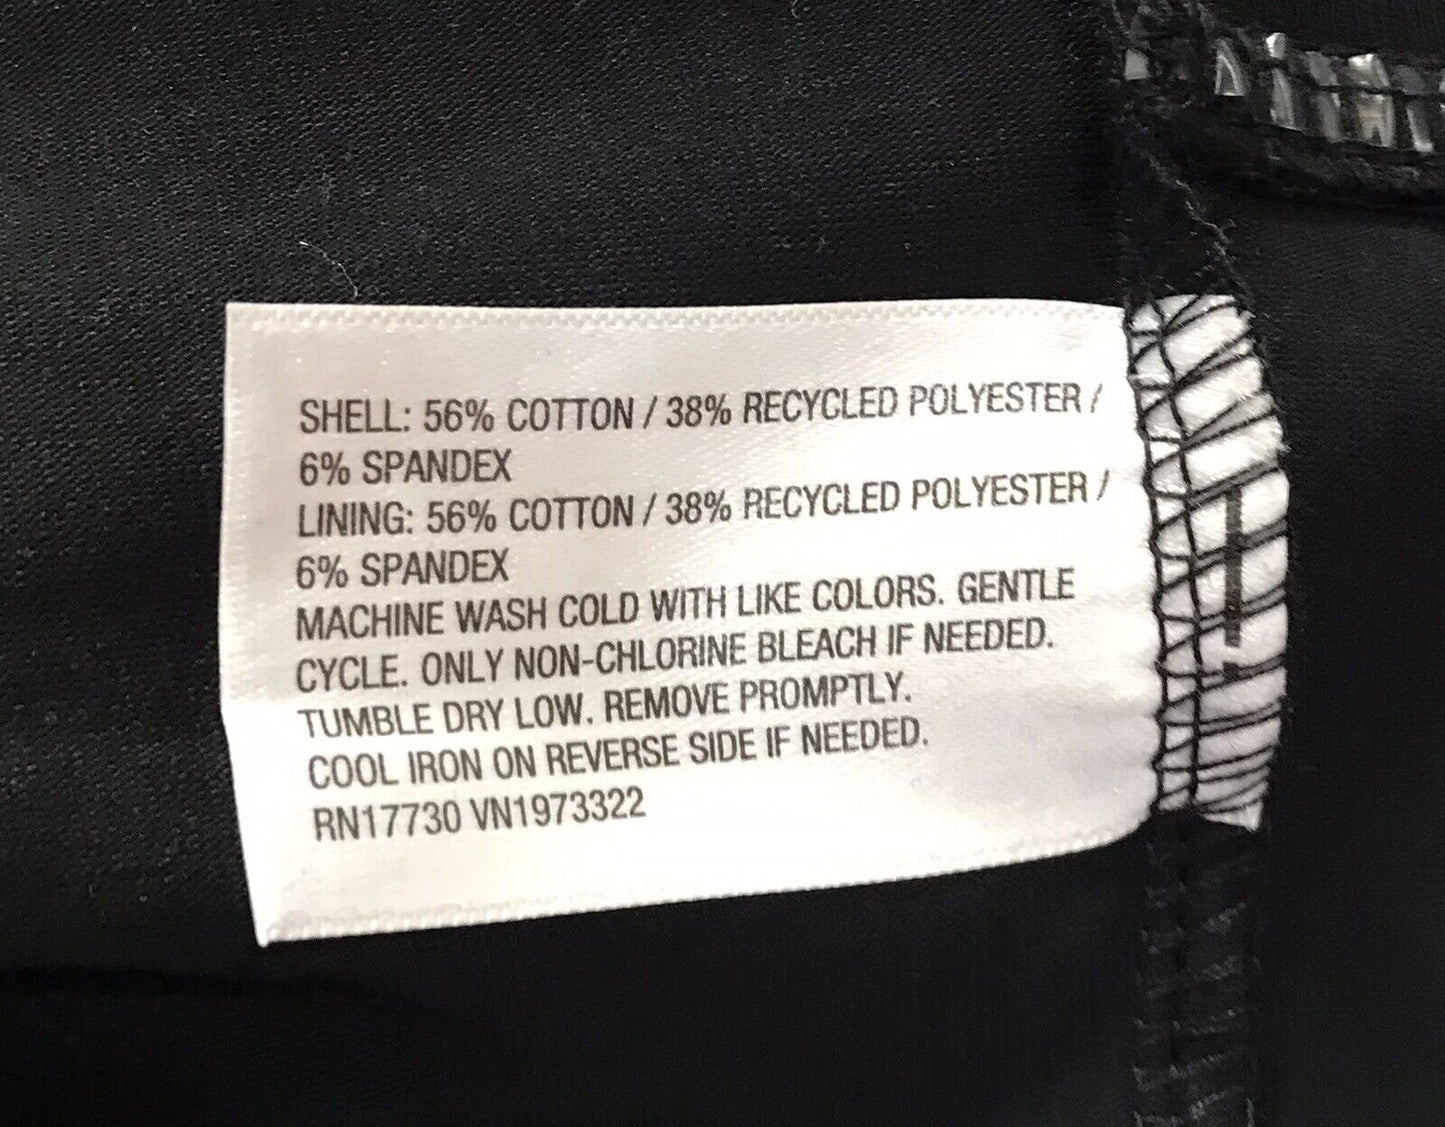 SHELL: 56% COTTON / 38% RECYCLED POLYESTER /
6% SPANDEX
LINING: 56% COTTON / 38% RECYCLED POLYESTER /
6% SPANDEX
MACHINE WASH COLD WITH LIKE COLORS. GENTLE
CYCLE. ONLY NON-CHLORINE BLEACH IF NEEDED.
TUMBLE DRY LOW. REMOVE PROMPTLY.
COOL IRON ON REVERSE SIDE IF NEEDED.
RN17730 VN1973322